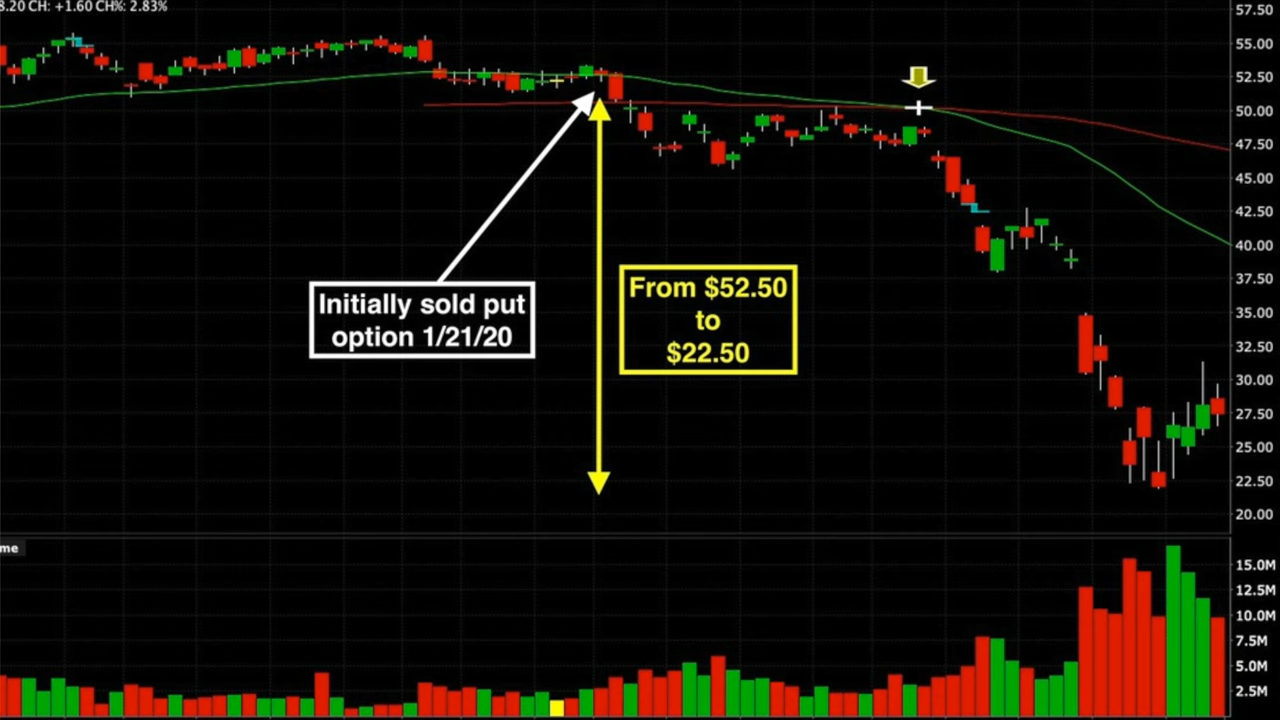 8.20 CH: +1.60 CH%: 2.83%
57.50
55.00
52.50
50.00
47.50
45.00
42.50
40.00
37.50
35.00
32.50
30.00
27.50
25.00
22.50
20.00
Initially sold put
option 1/21/20
From $52.50
to
$22.50
me
15.0M
12.5M
10.0M
7.5M
5.0M
2.5M